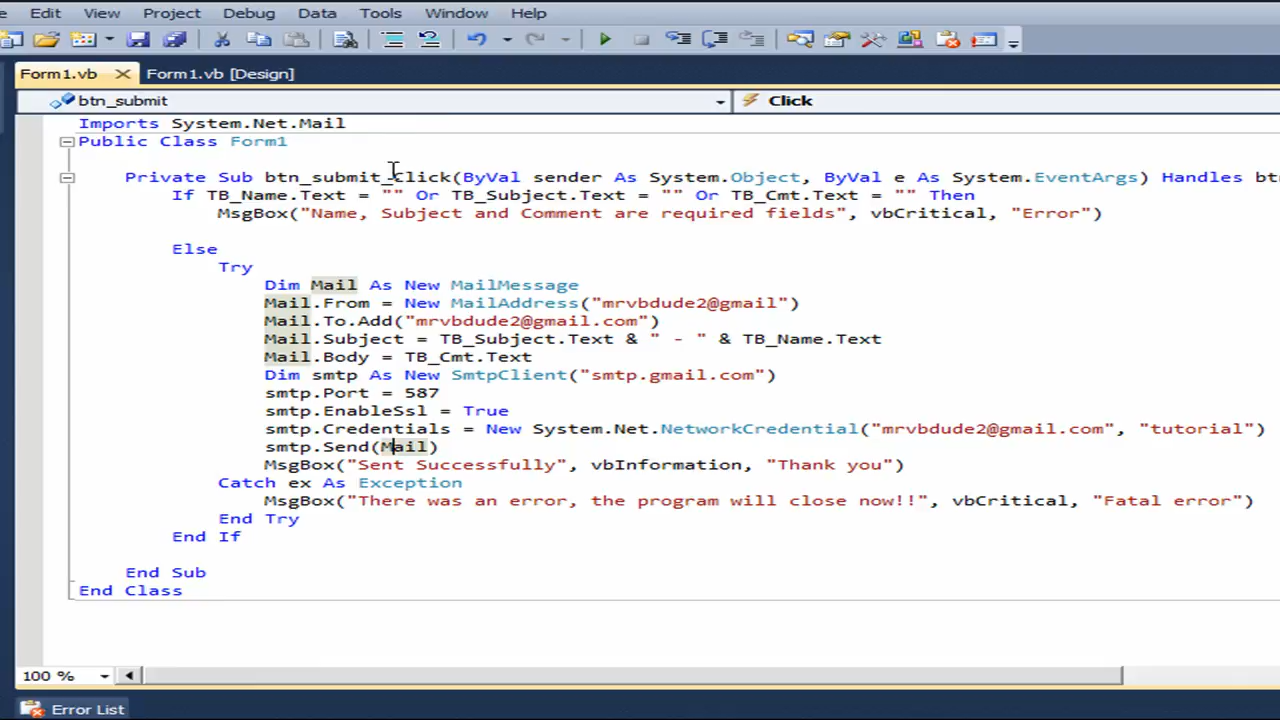 e Edit View Project Debug Data Tools Window Help
Form1.vb Form1.vb [Design]
btn_submit Click
Imports System.Net.Mail
Public Class Form1
Private Sub btn_submit_Click(ByVal sender As System.Object, ByVal e As System.EventArgs) Handles btn
If TB_Name.Text = "" Or TB_Subject.Text = "" Or TB_Cmt.Text = "" Then
MsgBox("Name, Subject and Comment are required fields", vbCritical, "Error")
Else
Try
Dim Mail As New MailMessage
Mail.From = New MailAddress("mrvbdude2@gmail")
Mail.To.Add("mrvbdude2@gmail.com")
Mail.Subject = TB_Subject.Text & " - " & TB_Name.Text
Mail.Body = TB_Cmt.Text
Dim smtp As New SmtpClient("smtp.gmail.com")
smtp.Port = 587
smtp.EnableSsl = True
smtp.Credentials = New System.Net.NetworkCredential("mrvbdude2@gmail.com", "tutorial")
smtp.Send(Mail)
MsgBox("Sent Successfully", vbInformation, "Thank you")
Catch ex As Exception
MsgBox("There was an error, the program will close now!!", vbCritical, "Fatal error")
End Try
End If
End Sub
End Class
100 %
Error List